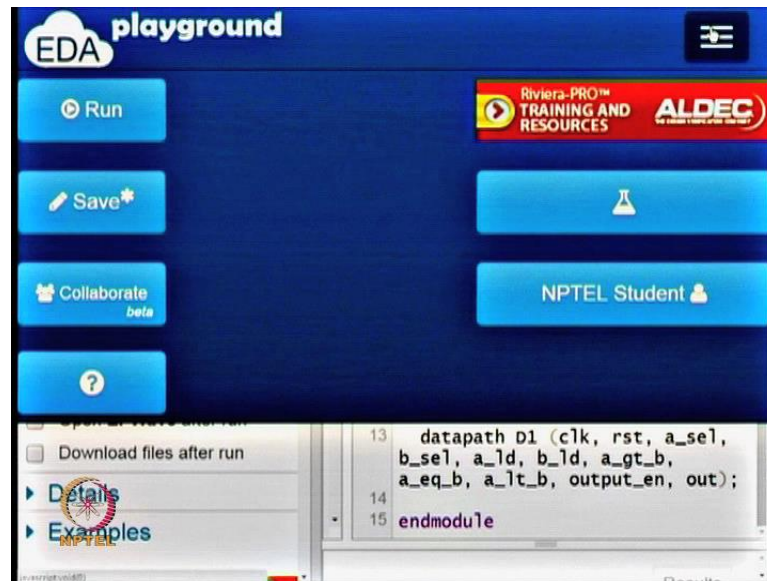 EDA playground
Run
Riviera-PRO™
TRAINING AND
RESOURCES
ALDEC
Save*
Collaborate
beta
NPTEL Student
?
Download files after run
Details
Examples
NPTEL
13 datapath D1 (clk, rst, a_sel,
b_sel, a_ld, b_ld, a_gt_b,
a_eq_b, a_lt_b, output_en, out);
14
15 endmodule